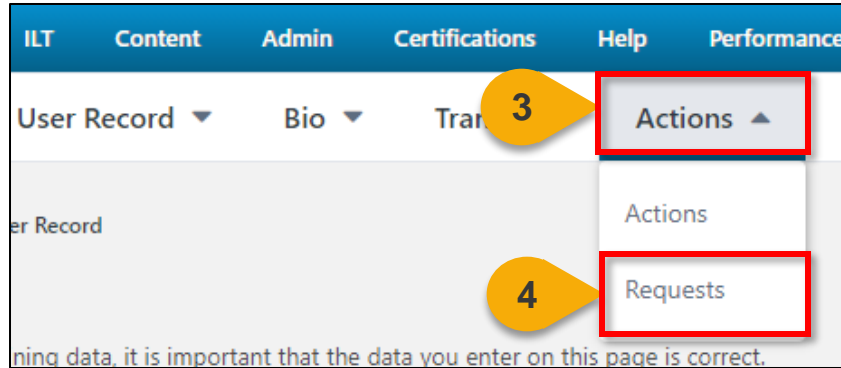 ILT Content Admin Certifications Help Performance
User Record Bio 3 Actions
er Record
Actions
4 Requests
ning data, it is important that the data you enter on this page is correct.